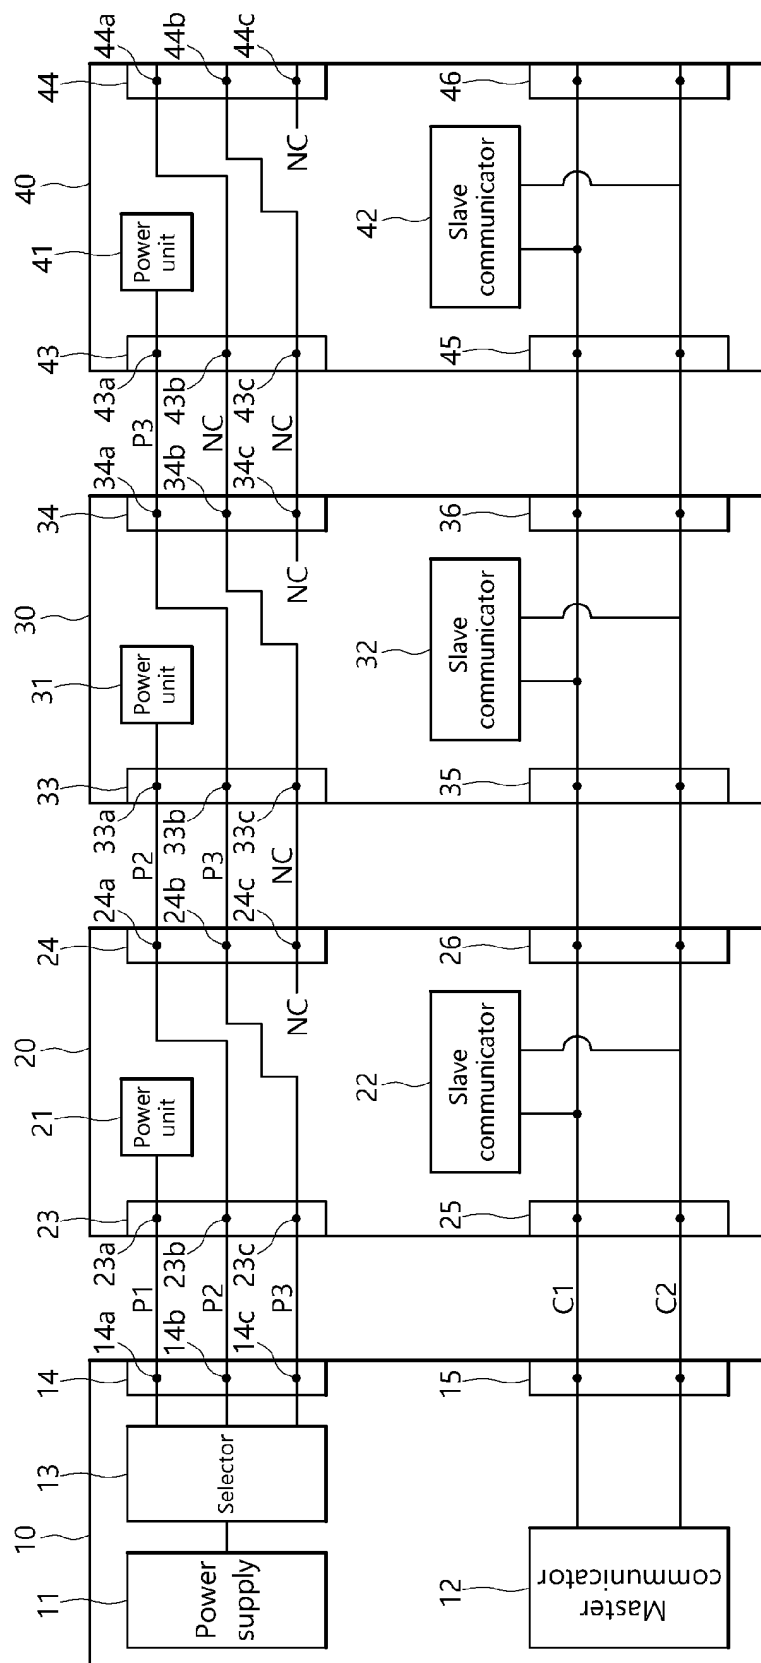 10
20
30
40
11
13
14
14a
23a
23
21
24
24a
33a
33
31
34
34a
43a
43
41
44
44a
P1
P2
P3
Power
supply
Selector
Power
unit
Power
unit
Power
unit
14b
23b
24b
33b
34b
43b
44b
P2
P3
NC
14c
23c
24c
33c
34c
43c
44c
P3
NC
NC
NC
NC
NC
12
15
25
22
26
35
32
36
45
42
46
Master
communicator
Slave
communicator
Slave
communicator
Slave
communicator
C1
C2